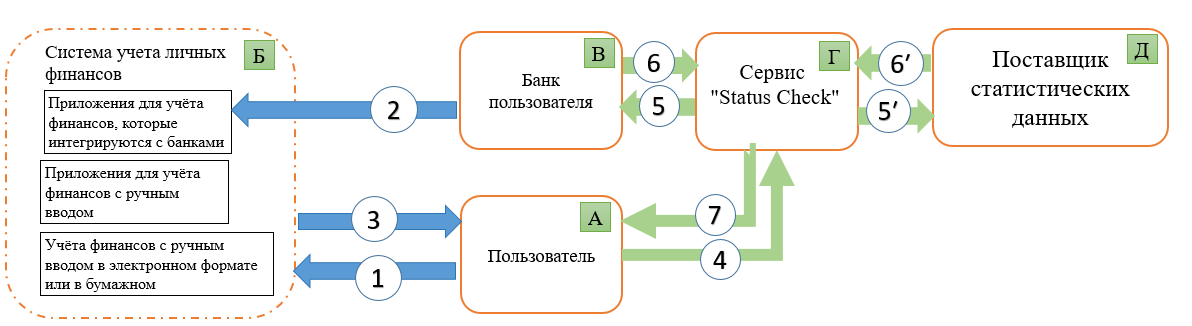 Система учета личных
финансов
Б
Приложения для учёта
финансов, которые
интегрируются с банками
Приложения для учёта
финансов с ручным
вводом
Учёта финансов с ручным
вводом в электронном формате
или в бумажном
2
3
1
В
Банк
пользователя
А
Пользователь
6
5
7
4
Г
Сервис
"Status Check"
6′
5′
Д
Поставщик
статистических
данных